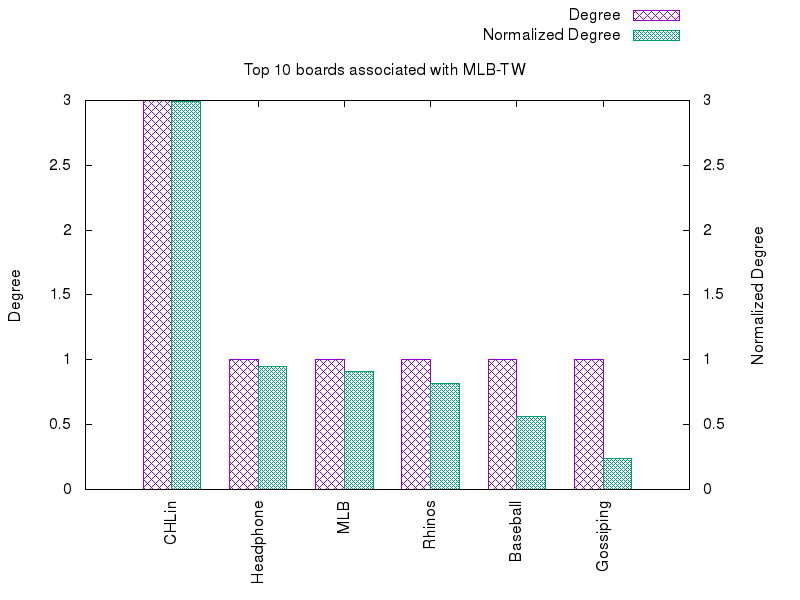 Degree
Normalized Degree
Top 10 boards associated with MLB-TW
3
2.5
2
1.5
1
0.5
0
3
2.5
2
1.5
1
0.5
0
Degree
Normalized Degree
CHLin
Headphone
MLB
Rhinos
Baseball
Gossiping